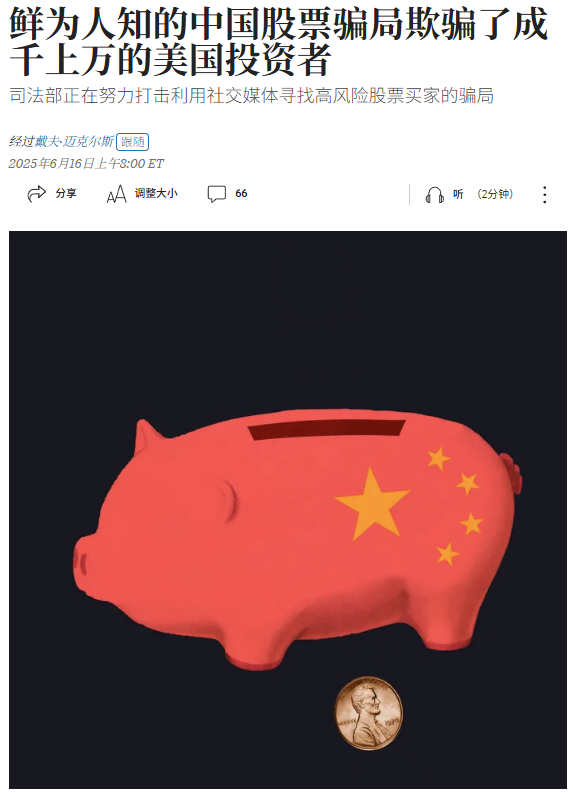 鲜为人知的中国股票骗局欺骗了成
千上万的美国投资者
司法部正在努力打击利用社交媒体寻找高风险股票买家的骗局
经过戴夫·迈克尔斯 跟随
2025年6月16日上午8:00 ET
分享 AA 调整大小 66 听 （2分钟）